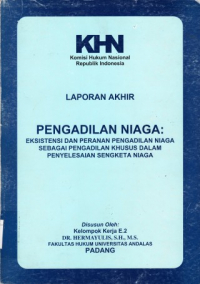 KHN
Komisi Hukum Nasional
Republik Indonesia
LAPORAN AKHIR
PENGADILAN NIAGA:
EKSISTENSI DAN PERANAN PENGADILAN NIAGA
SEBAGAI PENGADILAN KHUSUS DALAM
PENYELESAIAN SENGKETA NIAGA
Disusun Oleh:
Kelompok Kerja E.2
DR. HERMAYULIS, S.H., M.S.
FAKULTAS HUKUM UNIVERSITAS ANDALAS
PADANG